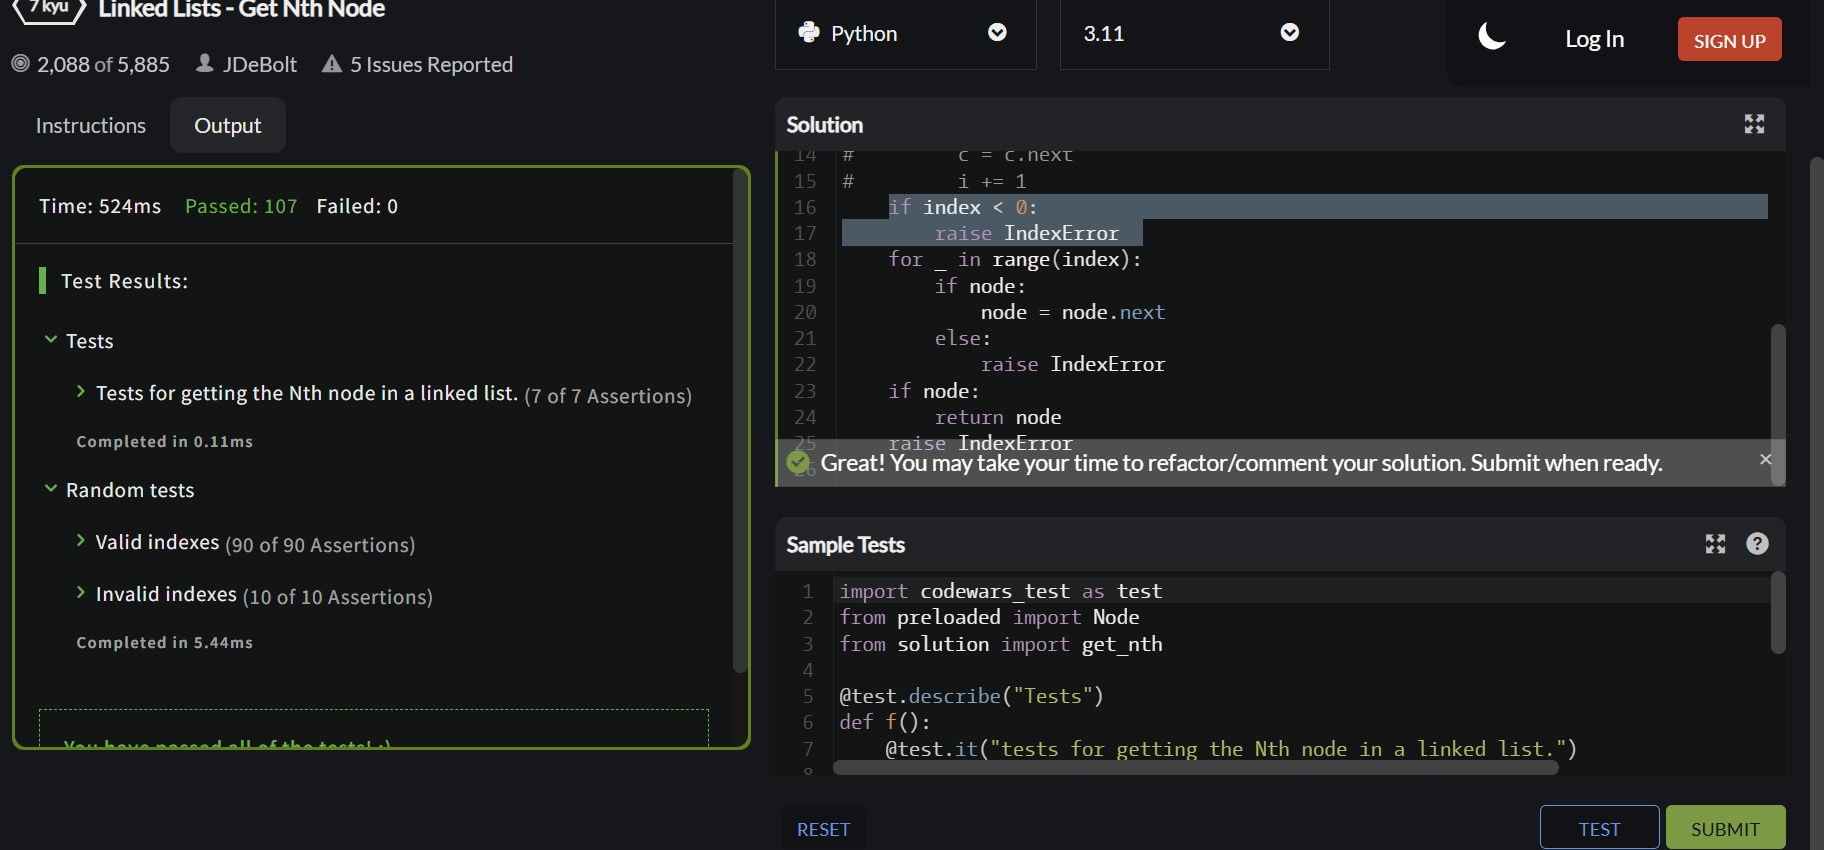 7 kyu Linked Lists - Get Nth Node
2,088 of 5,885 JDeBolt 5 Issues Reported
Python
3.11
Log In
SIGN UP
Instructions
Output
Time: 524ms Passed: 107 Failed: 0
Test Results:
Tests
Tests for getting the Nth node in a linked list. (7 of 7 Assertions)
Completed in 0.11ms
Random tests
Valid indexes (90 of 90 Assertions)
Invalid indexes (10 of 10 Assertions)
Completed in 5.44ms
You have passed all of the tests! :)
Solution
14 # c = c.next
15 # i += 1
16 if index < 0:
17 raise IndexError
18 for _ in range(index):
19 if node:
20 node = node.next
21 else:
22 raise IndexError
23 if node:
24 return node
25 raise IndexError
26
Great! You may take your time to refactor/comment your solution. Submit when ready. ×
Sample Tests
?
1 import codewars_test as test
2 from preloaded import Node
3 from solution import get_nth
4
5 @test.describe("Tests")
6 def f():
7 @test.it("tests for getting the Nth node in a linked list.")
8
RESET
TEST
SUBMIT